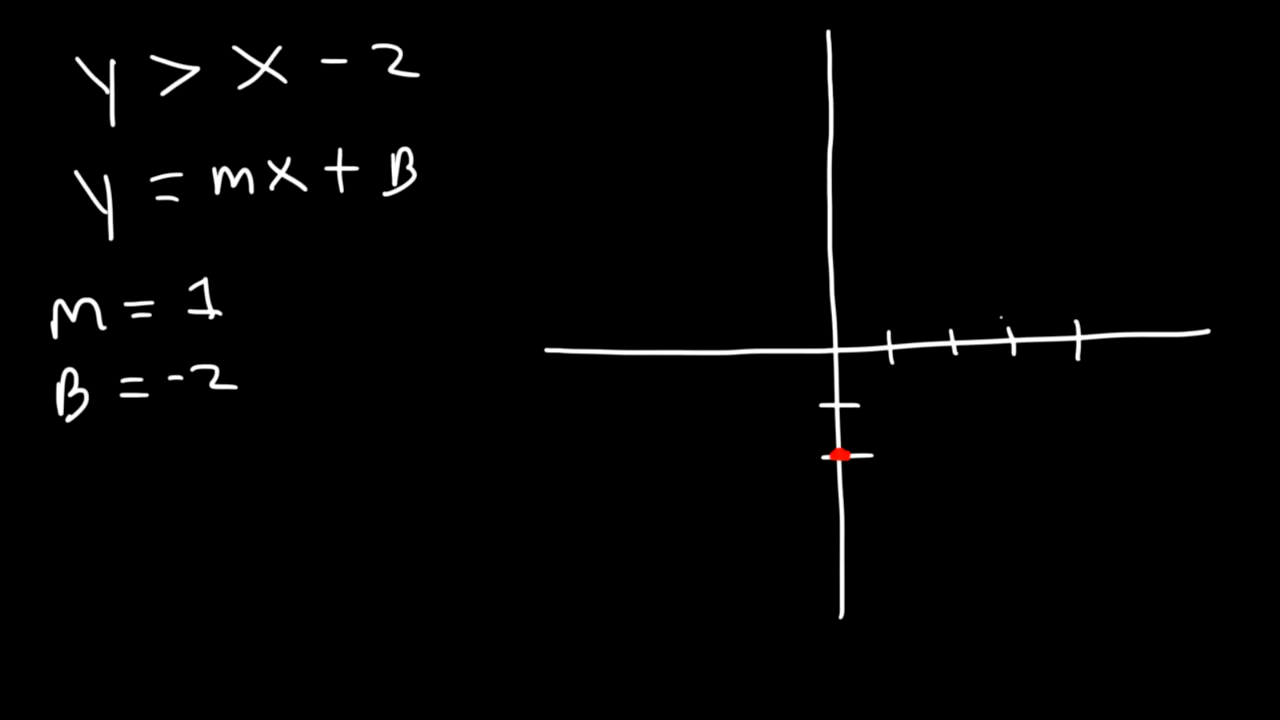 y > x - 2
y = mx + B
m = 1
B = -2